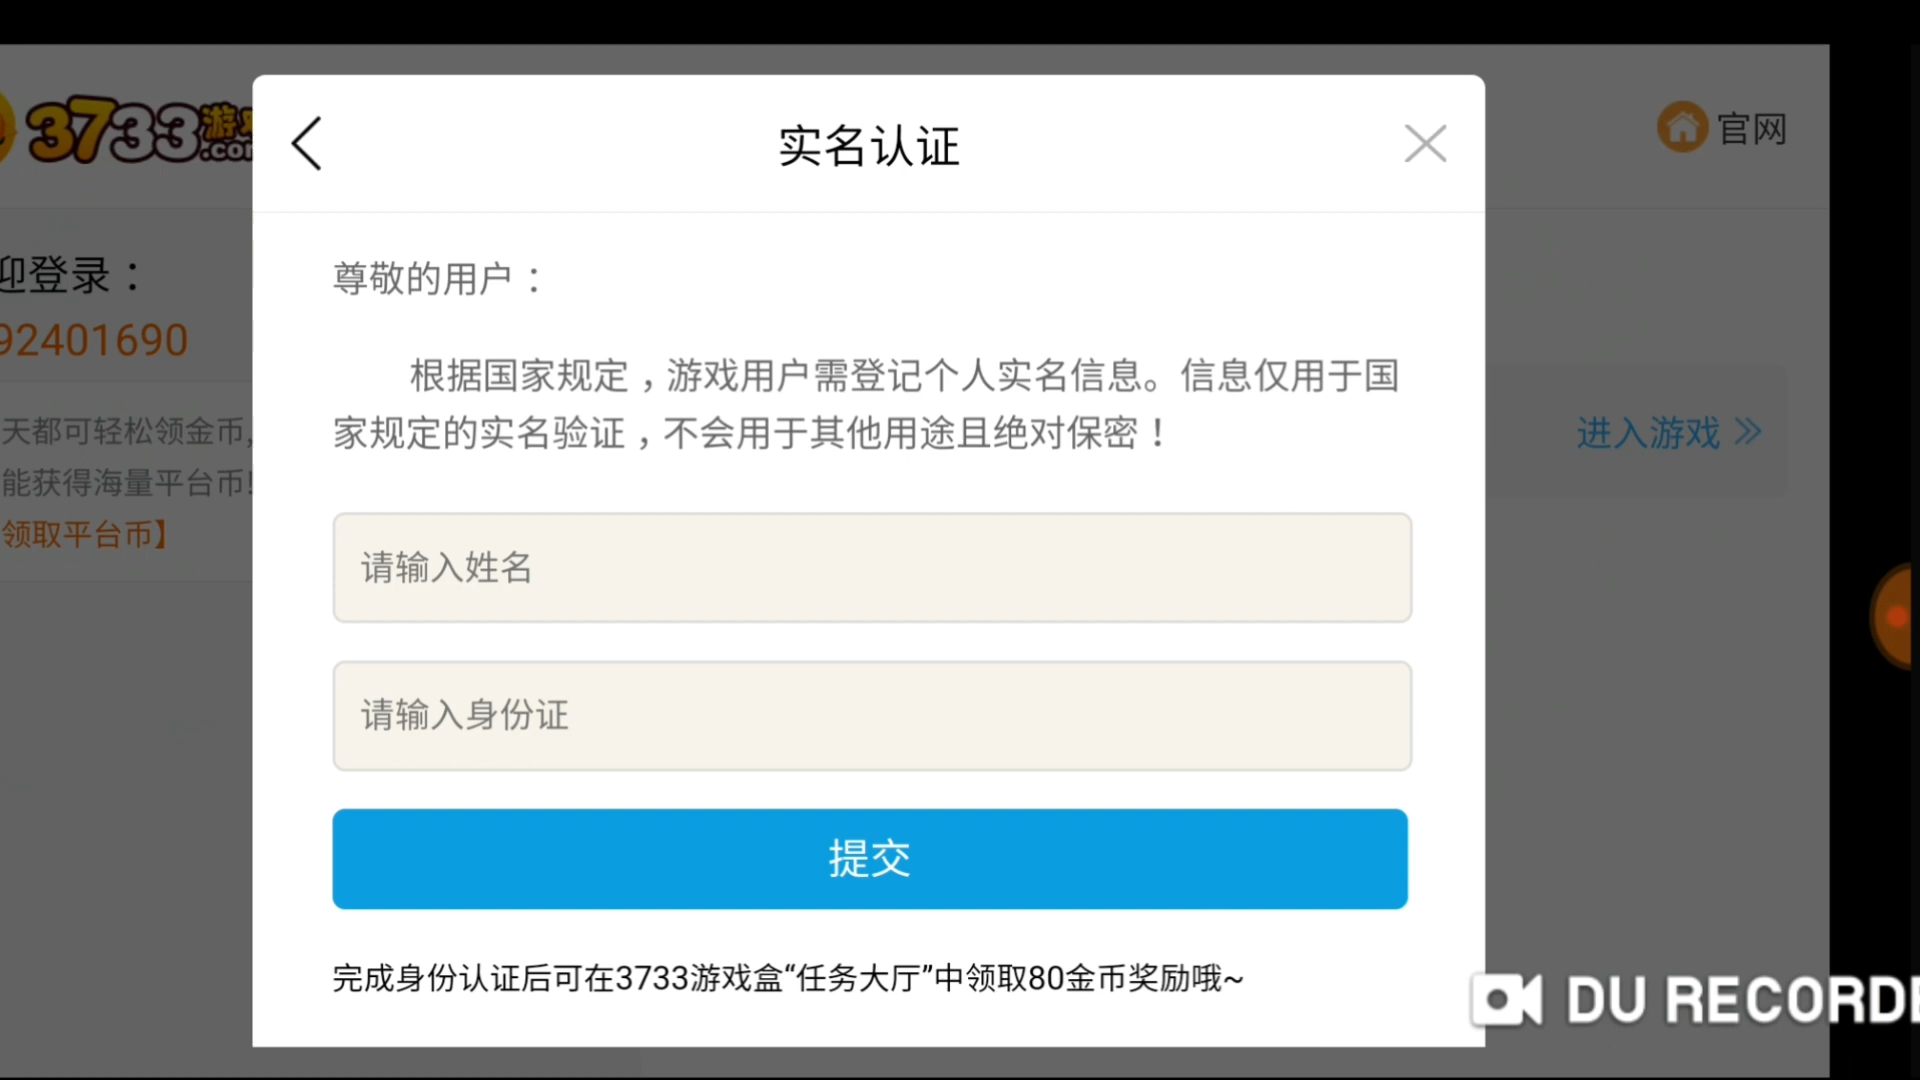 3733游戏
.com
官网
实名认证
迎登录：
92401690
天都可轻松领金币,
能获得海量平台币!
领取平台币】
尊敬的用户：
根据国家规定，游戏用户需登记个人实名信息。信息仅用于国
家规定的实名验证，不会用于其他用途且绝对保密！
进入游戏
请输入姓名
请输入身份证
提交
完成身份认证后可在3733游戏盒“任务大厅”中领取80金币奖励哦~
DU RECORDE